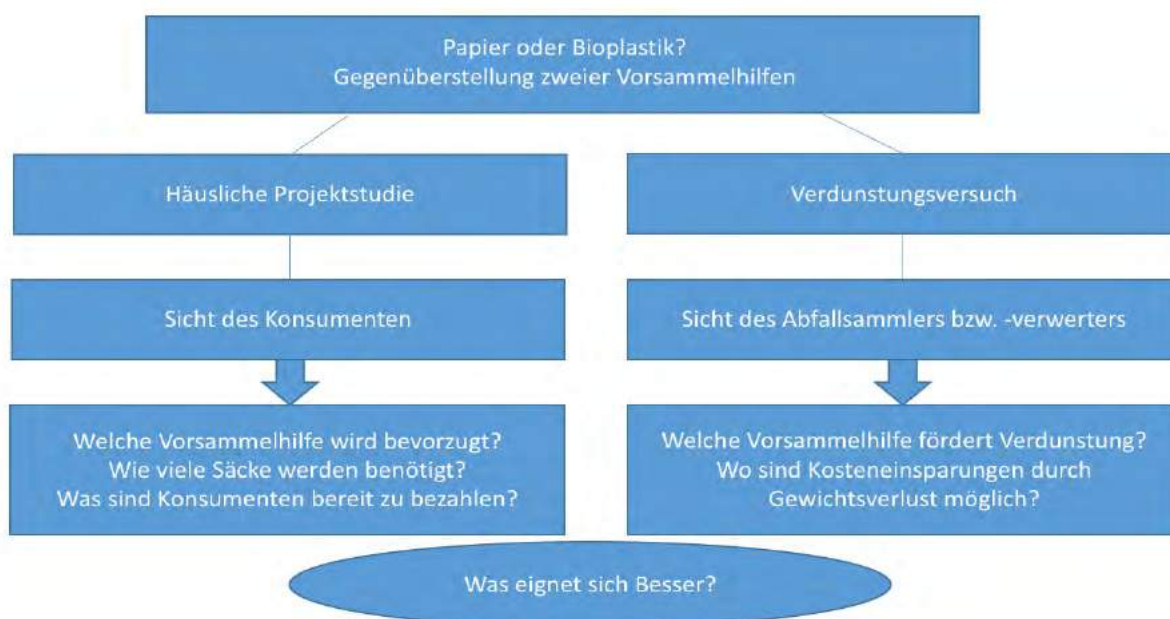 Papier oder Bioplastik?
Gegenüberstellung zweier Vorsammelhilfen
Häusliche Projektstudie
Verdunstungsversuch
Sicht des Konsumenten
Sicht des Abfallsammlers bzw. -verwerters
Welche Vorsammelhilfe wird bevorzugt?
Wie viele Säcke werden benötigt?
Was sind Konsumenten bereit zu bezahlen?
Welche Vorsammelhilfe fördert Verdunstung?
Wo sind Kosteneinsparungen durch
Gewichtsverlust möglich?
Was eignet sich Besser?